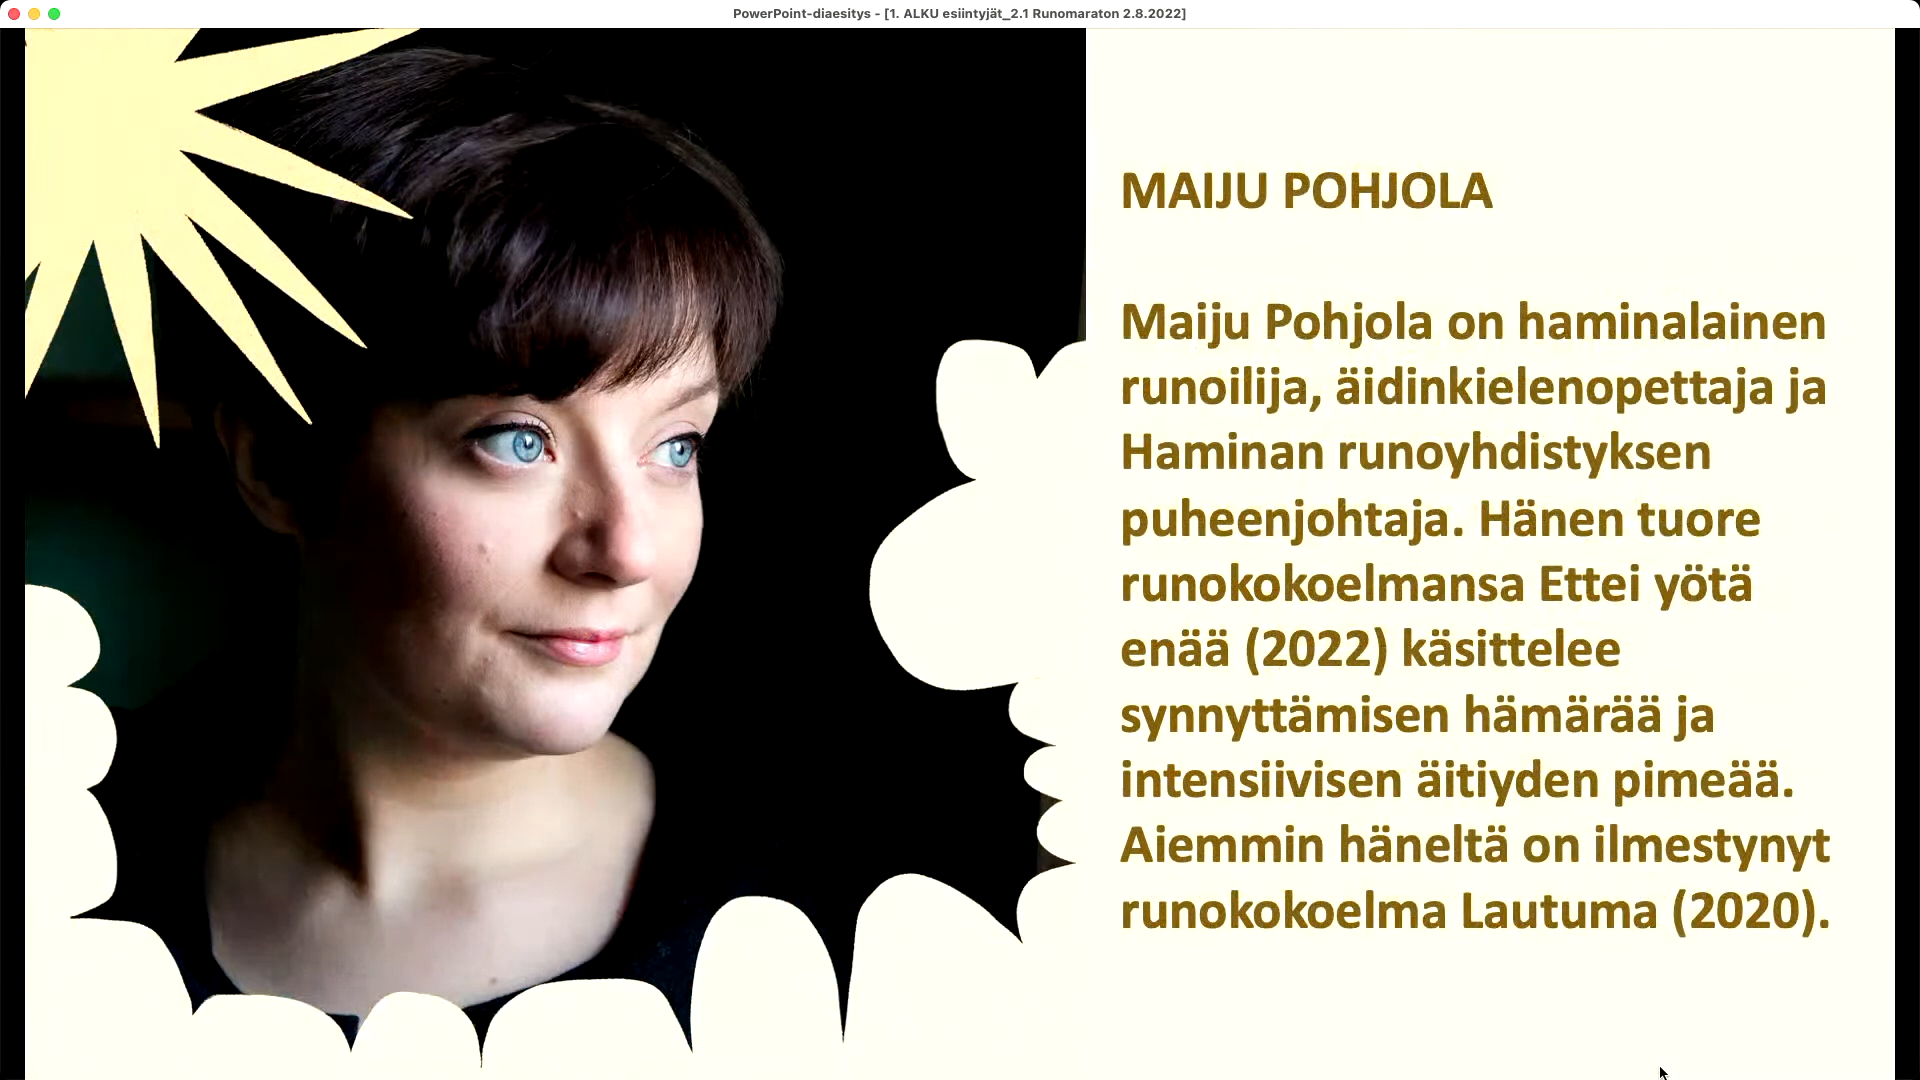 PowerPoint-diaesitys - [1. ALKU esiintyjät_2.1 Runomaraton 2.8.2022]
MAIJU POHJOLA
Maiju Pohjola on haminalainen
runoilija, äidinkielenopettaja ja
Haminan runoyhdistyksen
puheenjohtaja. Hänen tuore
runokokoelmansa Ettei yötä
enää (2022) käsittelee
synnyttämisen hämärää ja
intensiivisen äitiyden pimeää.
Aiemmin häneltä on ilmestynyt
runokokoelma Lautuma (2020).